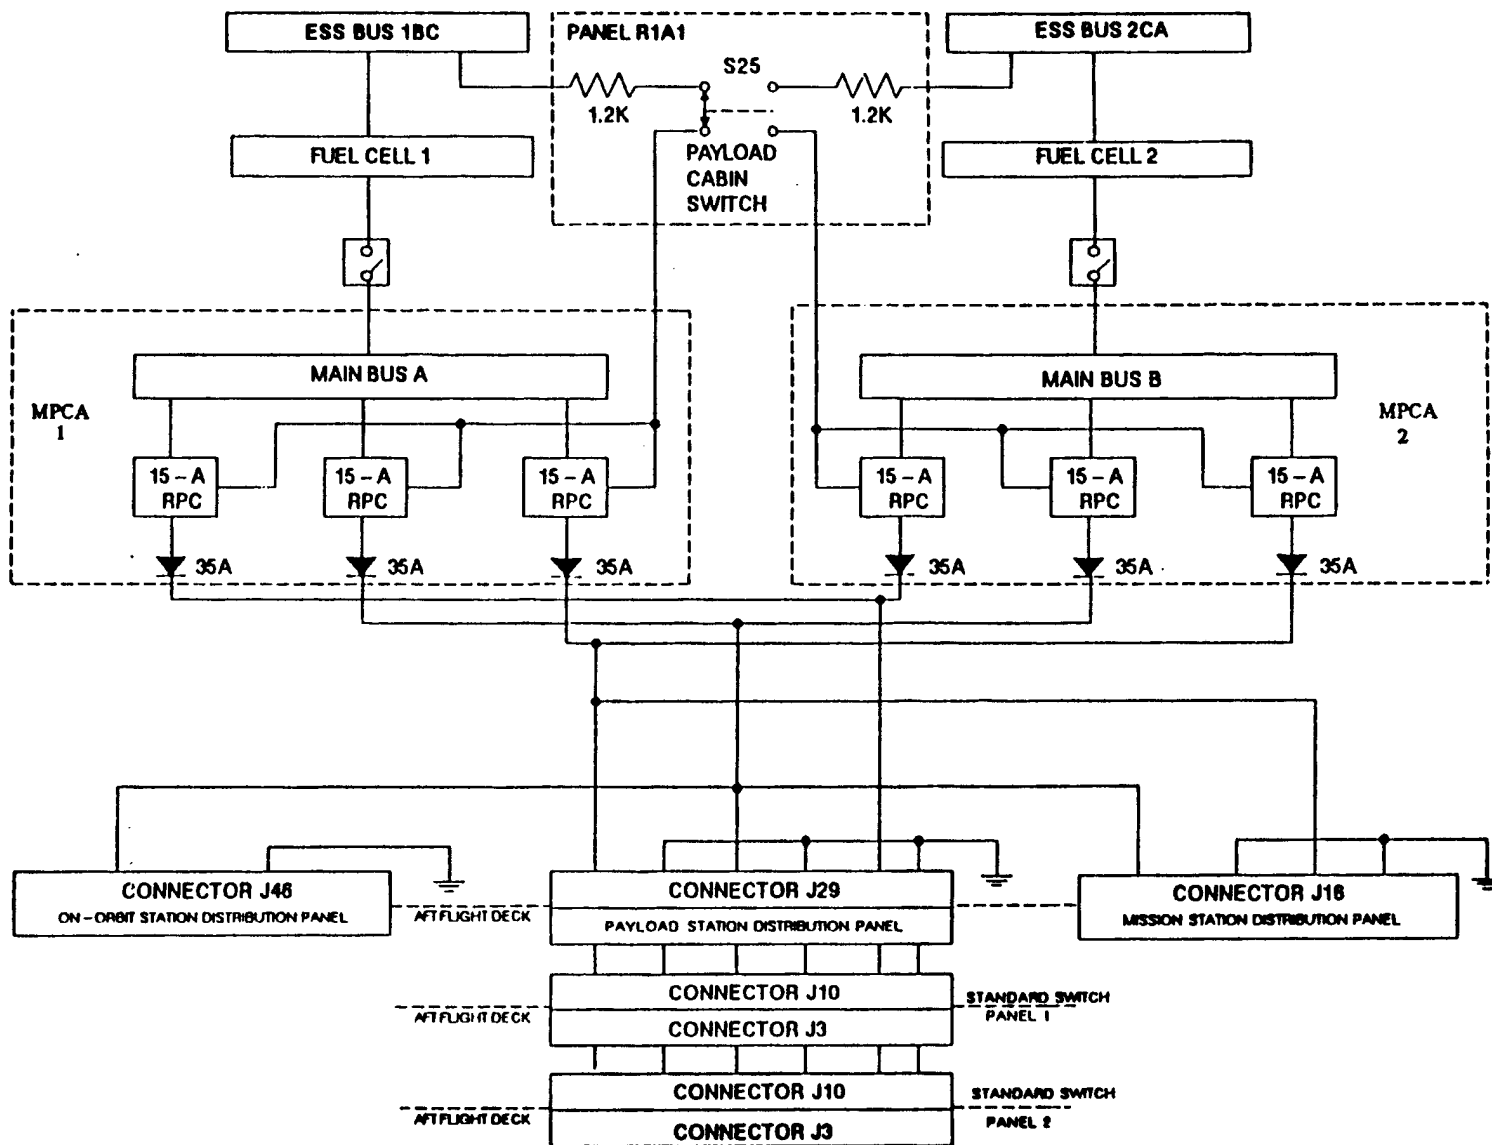 ESS BUS 1BC
PANEL R1A1
ESS BUS 2CA
S25
1.2K
1.2K
FUEL CELL 1
PAYLOAD
CABIN
SWITCH
FUEL CELL 2
MPCA
1
MAIN BUS A
MAIN BUS B
MPCA
2
15-A
RPC
15-A
RPC
15-A
RPC
15-A
RPC
15-A
RPC
15-A
RPC
35A
35A
35A
35A
35A
35A
CONNECTOR J46
ON-ORBIT STATION DISTRIBUTION PANEL
AFT FLIGHT DECK
CONNECTOR J29
PAYLOAD STATION DISTRIBUTION PANEL
CONNECTOR J16
MISSION STATION DISTRIBUTION PANEL
AFT FLIGHT DECK
CONNECTOR J10
CONNECTOR J3
STANDARD SWITCH
PANEL 1
AFT FLIGHT DECK
CONNECTOR J10
CONNECTOR J3
STANDARD SWITCH
PANEL 2